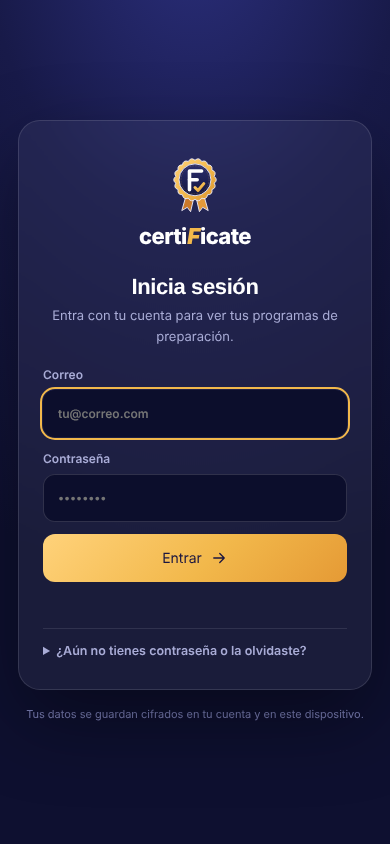 F
certiFicate
Inicia sesión
Entra con tu cuenta para ver tus programas de
preparación.
Correo
tu@correo.com
Contraseña
••••••••
Entrar →
▶ ¿Aún no tienes contraseña o la olvidaste?
Tus datos se guardan cifrados en tu cuenta y en este dispositivo.